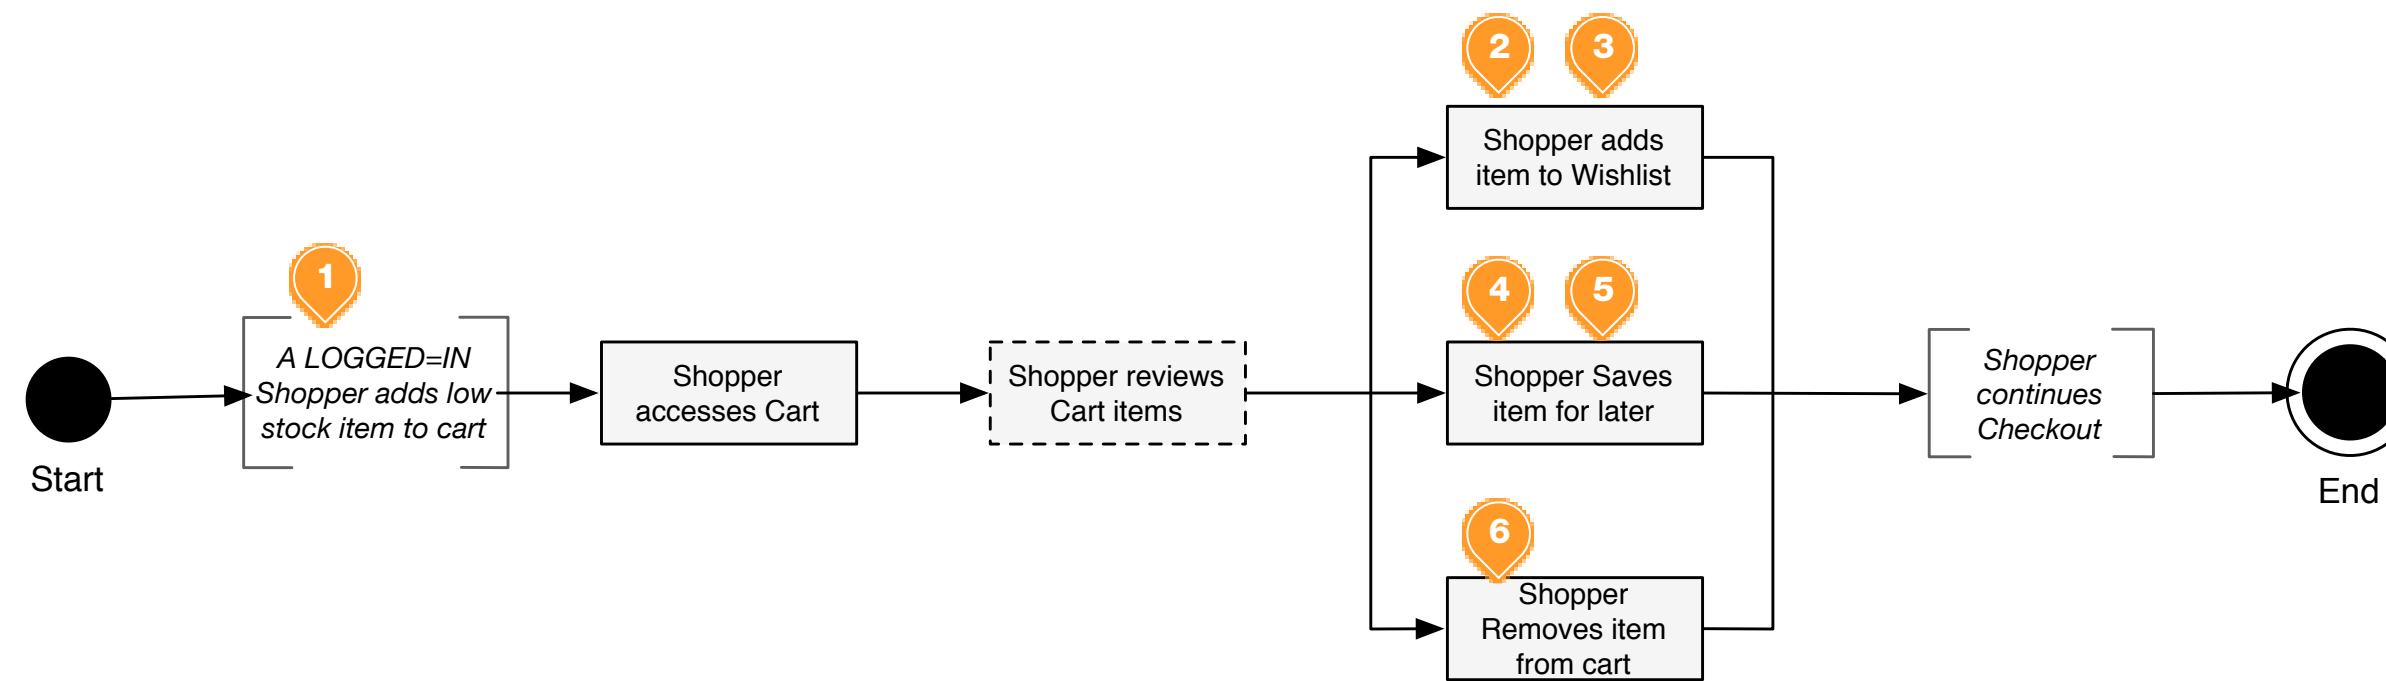 Start
1
A LOGGED=IN
Shopper adds low
stock item to cart
Shopper
accesses Cart
Shopper reviews
Cart items
2
3
Shopper adds
item to Wishlist
4
5
Shopper Saves
item for later
6
Shopper
Removes item
from cart
Shopper
continues
Checkout
End